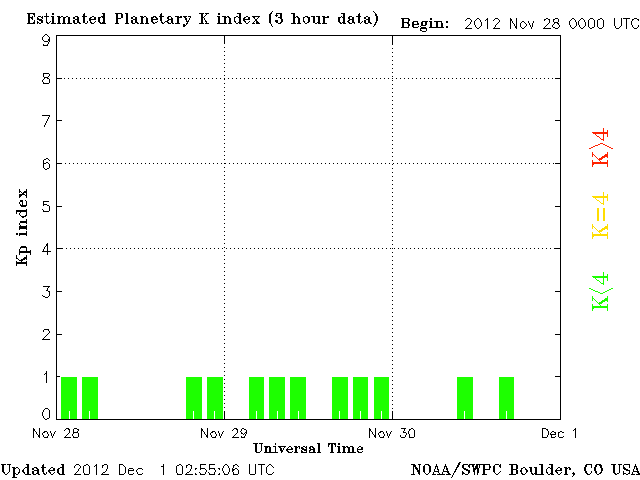 Estimated Planetary K index (3 hour data)
Begin: 2012 Nov 28 0000 UTC
9
8
7
6
5
4
3
2
1
0
Kp index
K>4
K=4
K<4
Nov 28
Nov 29
Nov 30
Dec 1
Universal Time
Updated 2012 Dec 1 02:55:06 UTC
NOAA/SWPC Boulder, CO USA